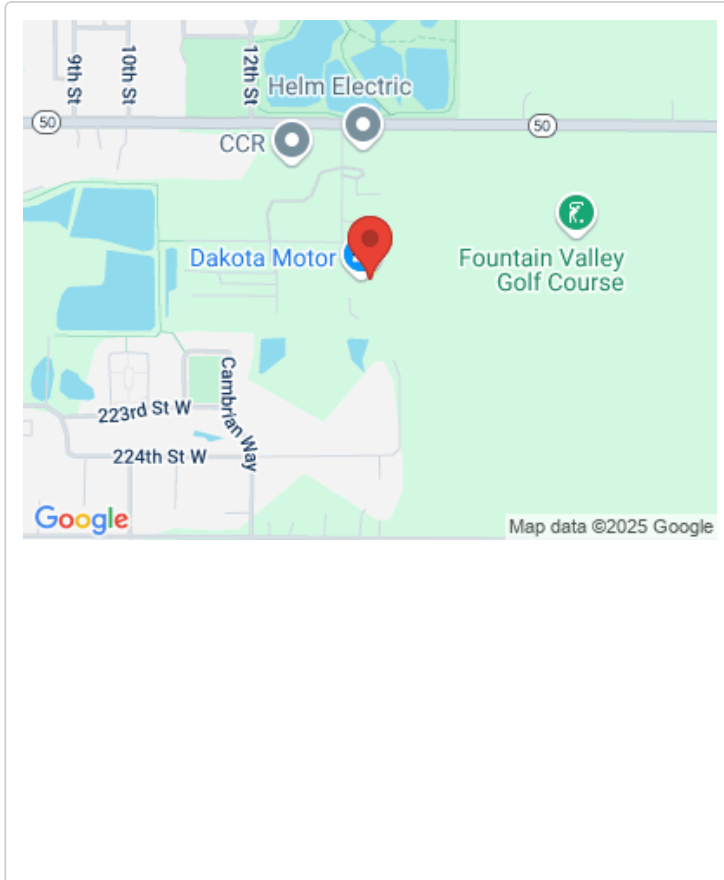 9th St
10th St
12th St
Helm Electric
50
50
CCR
Dakota Motor
Fountain Valley
Golf Course
Cambrian Way
223rd St W
224th St W
Google
Map data ©2025 Google